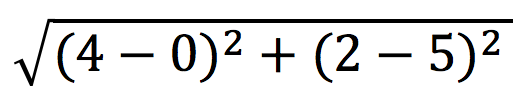 √(4 − 0)² + (2 − 5)²